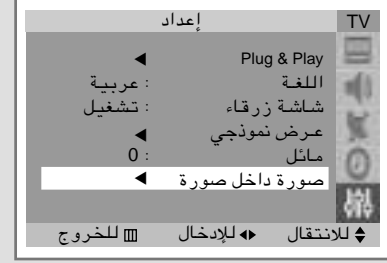 TV إعداد
Plug & Play ◀
اللغة : عربية
شاشة زرقاء : تشغيل
عرض نموذجي ◀
مائل : 0
صورة داخل صورة ◀
للانتقال للإدخال للخروج